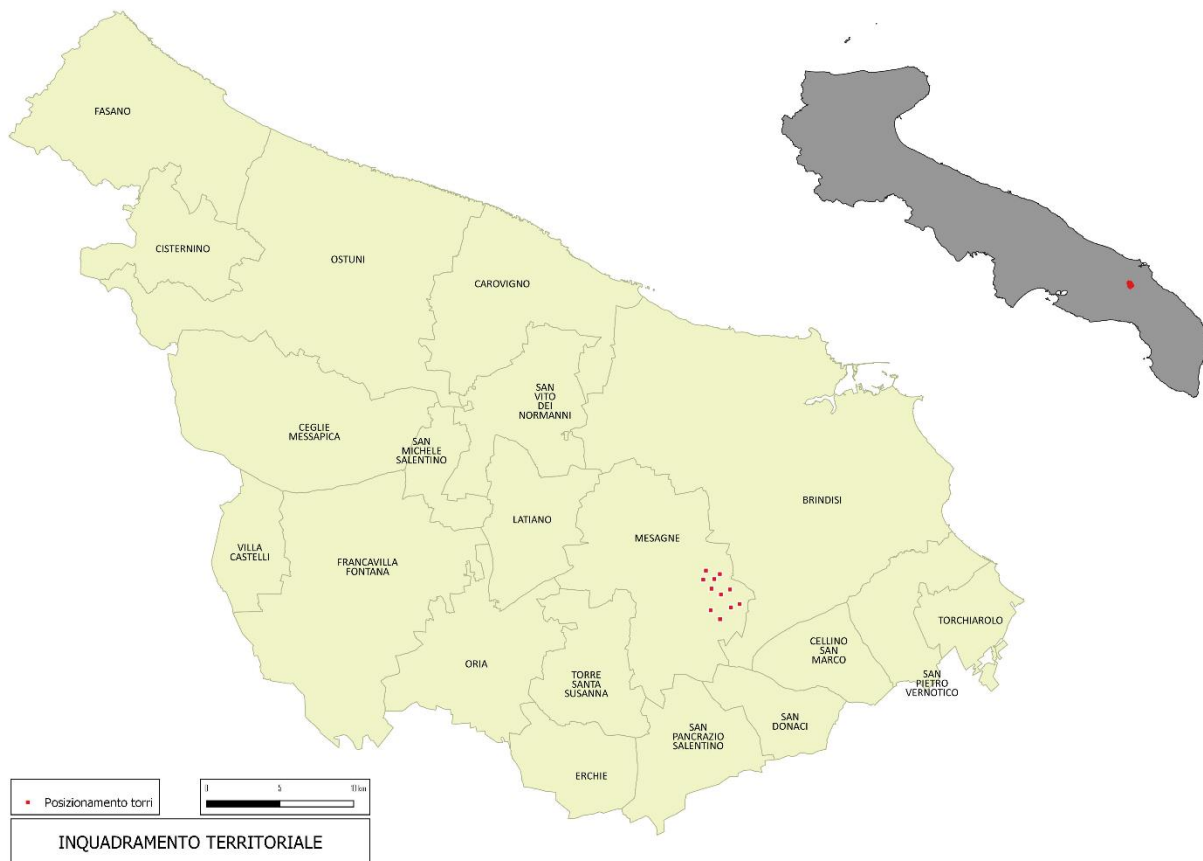 FASANO
CISTERNINO
OSTUNI
CAROVIGNO
SAN
VITO
DEI
NORMANNI
CEGLIE
MESSAPICA
SAN
MICHELE
SALENTINO
BRINDISI
LATIANO
MESAGNE
VILLA
CASTELLI
FRANCAVILLA
FONTANA
TORCHIAROLO
CELLINO
SAN
MARCO
ORIA
TORRE
SANTA
SUSANNA
SAN
PIETRO
VERNOTICO
SAN
DONACI
SAN
PANCRAZIO
SALENTINO
ERCHIE
0 5 10 km
Posizionamento torri
INQUADRAMENTO TERRITORIALE